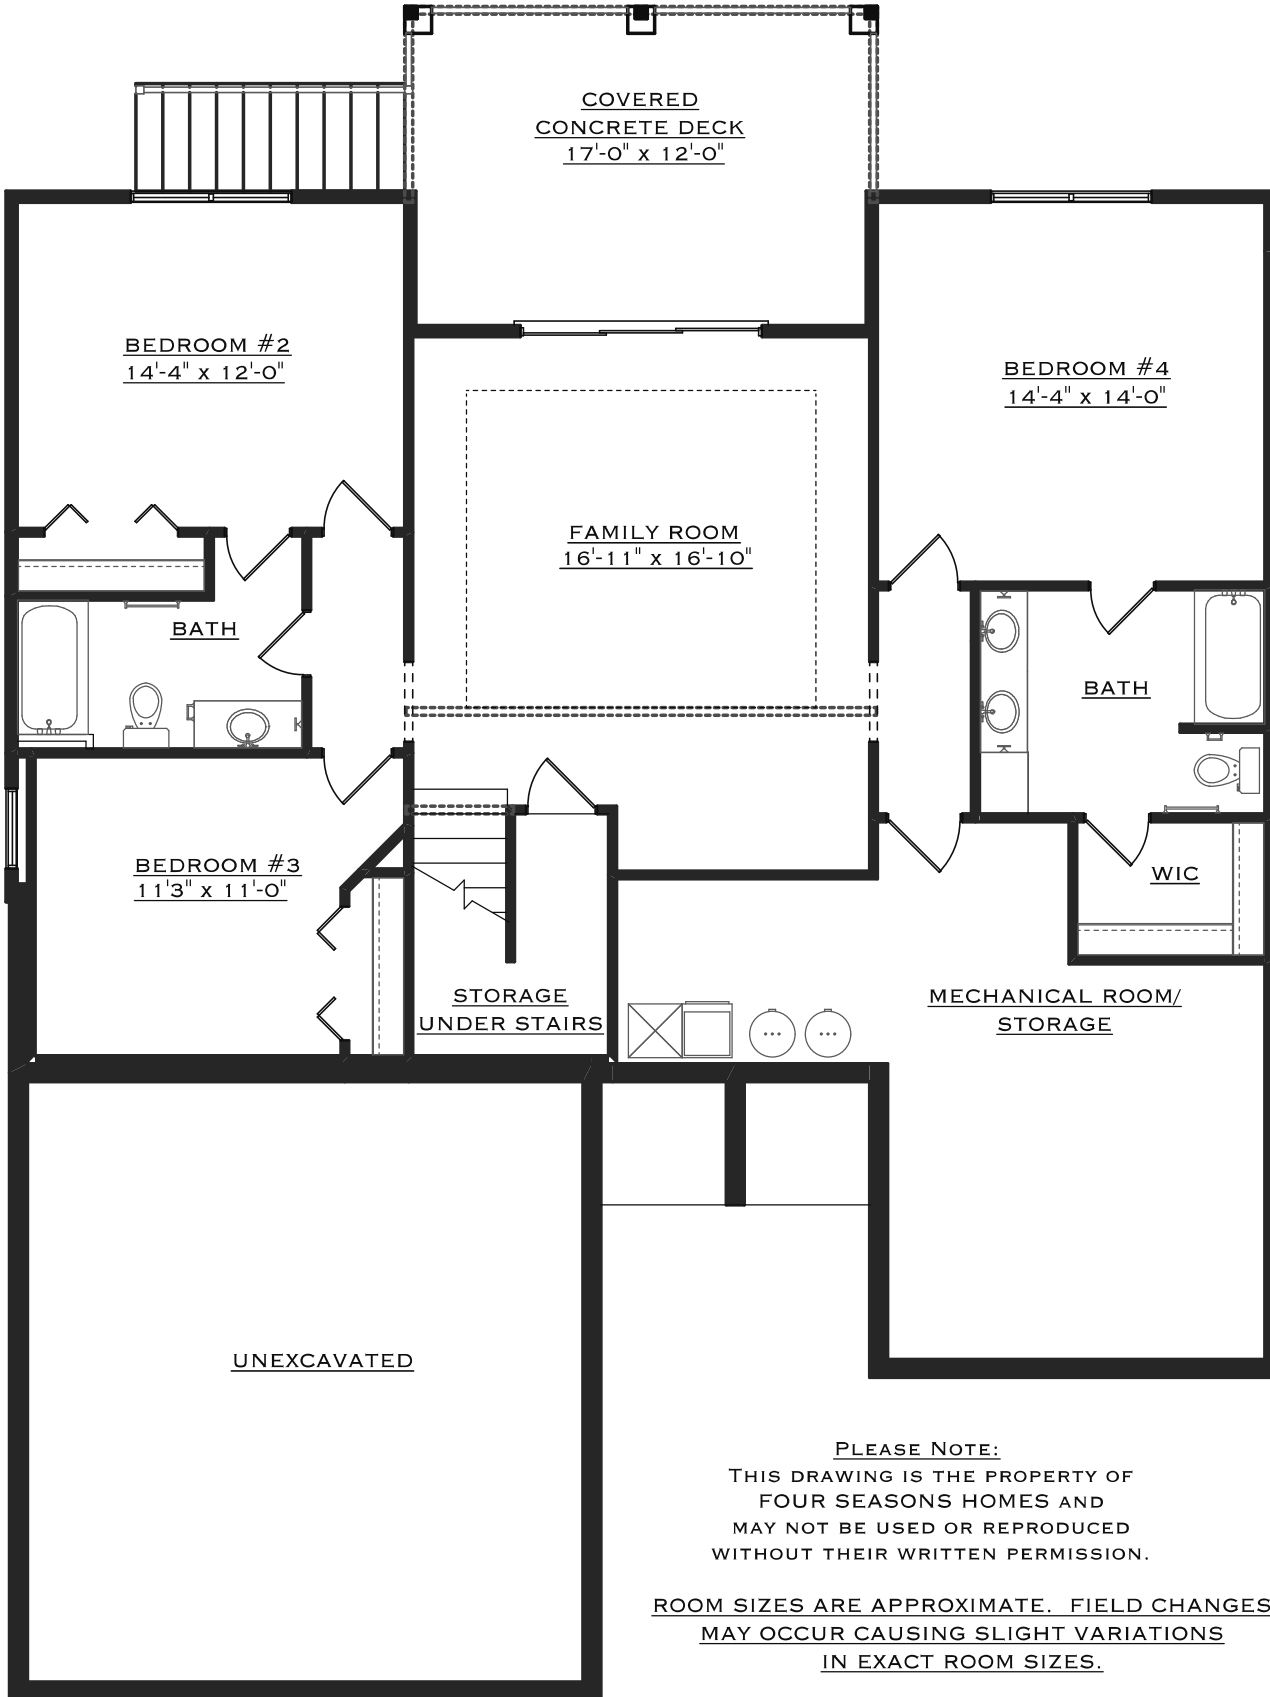 COVERED
CONCRETE DECK
17'-0" x 12'-0"
BEDROOM #2
14'-4" x 12'-0"
BEDROOM #4
14'-4" x 14'-0"
FAMILY ROOM
16'-11" x 16'-10"
BATH
BATH
BEDROOM #3
11'3" x 11'-0"
WIC
STORAGE
UNDER STAIRS
MECHANICAL ROOM/
STORAGE
UNEXCAVATED
PLEASE NOTE:
THIS DRAWING IS THE PROPERTY OF
FOUR SEASONS HOMES AND
MAY NOT BE USED OR REPRODUCED
WITHOUT THEIR WRITTEN PERMISSION.
ROOM SIZES ARE APPROXIMATE. FIELD CHANGES
MAY OCCUR CAUSING SLIGHT VARIATIONS
IN EXACT ROOM SIZES.